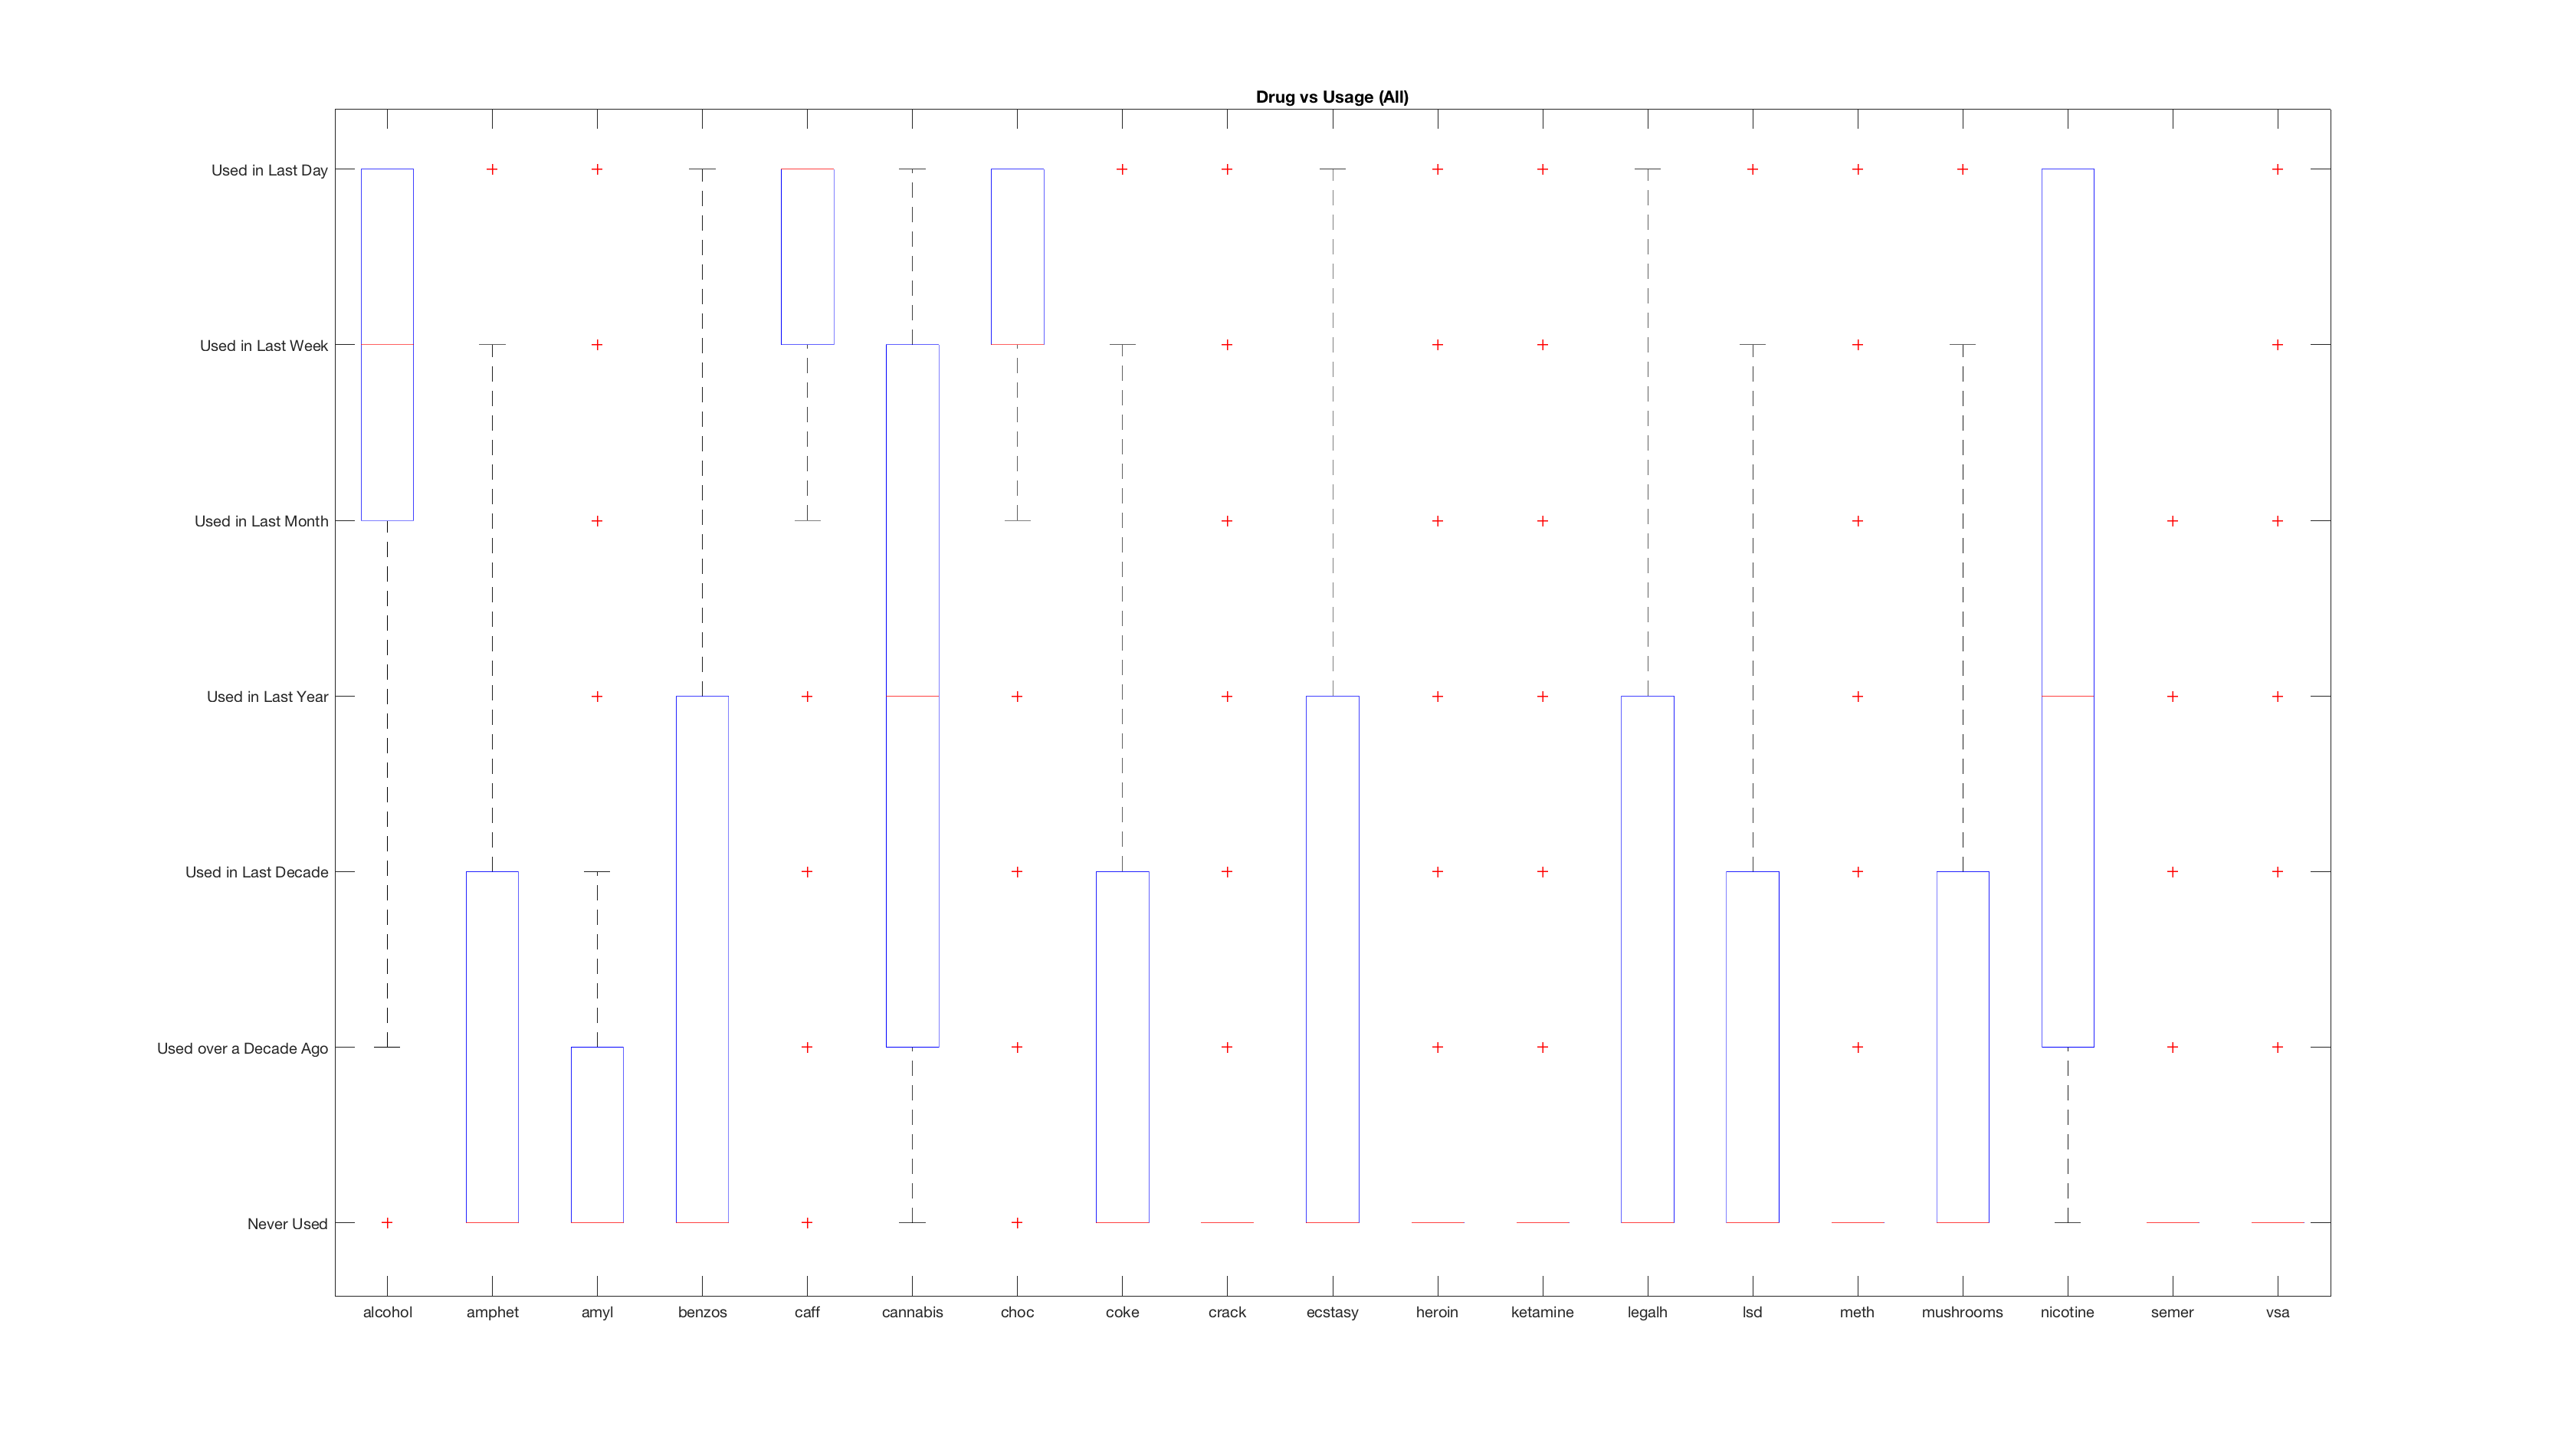 Drug vs Usage (All)
Used in Last Day
Used in Last Week
Used in Last Month
Used in Last Year
Used in Last Decade
Used over a Decade Ago
Never Used
alcohol amphet amyl benzos caff cannabis choc coke crack ecstasy heroin ketamine legalh lsd meth mushrooms nicotine semer vsa